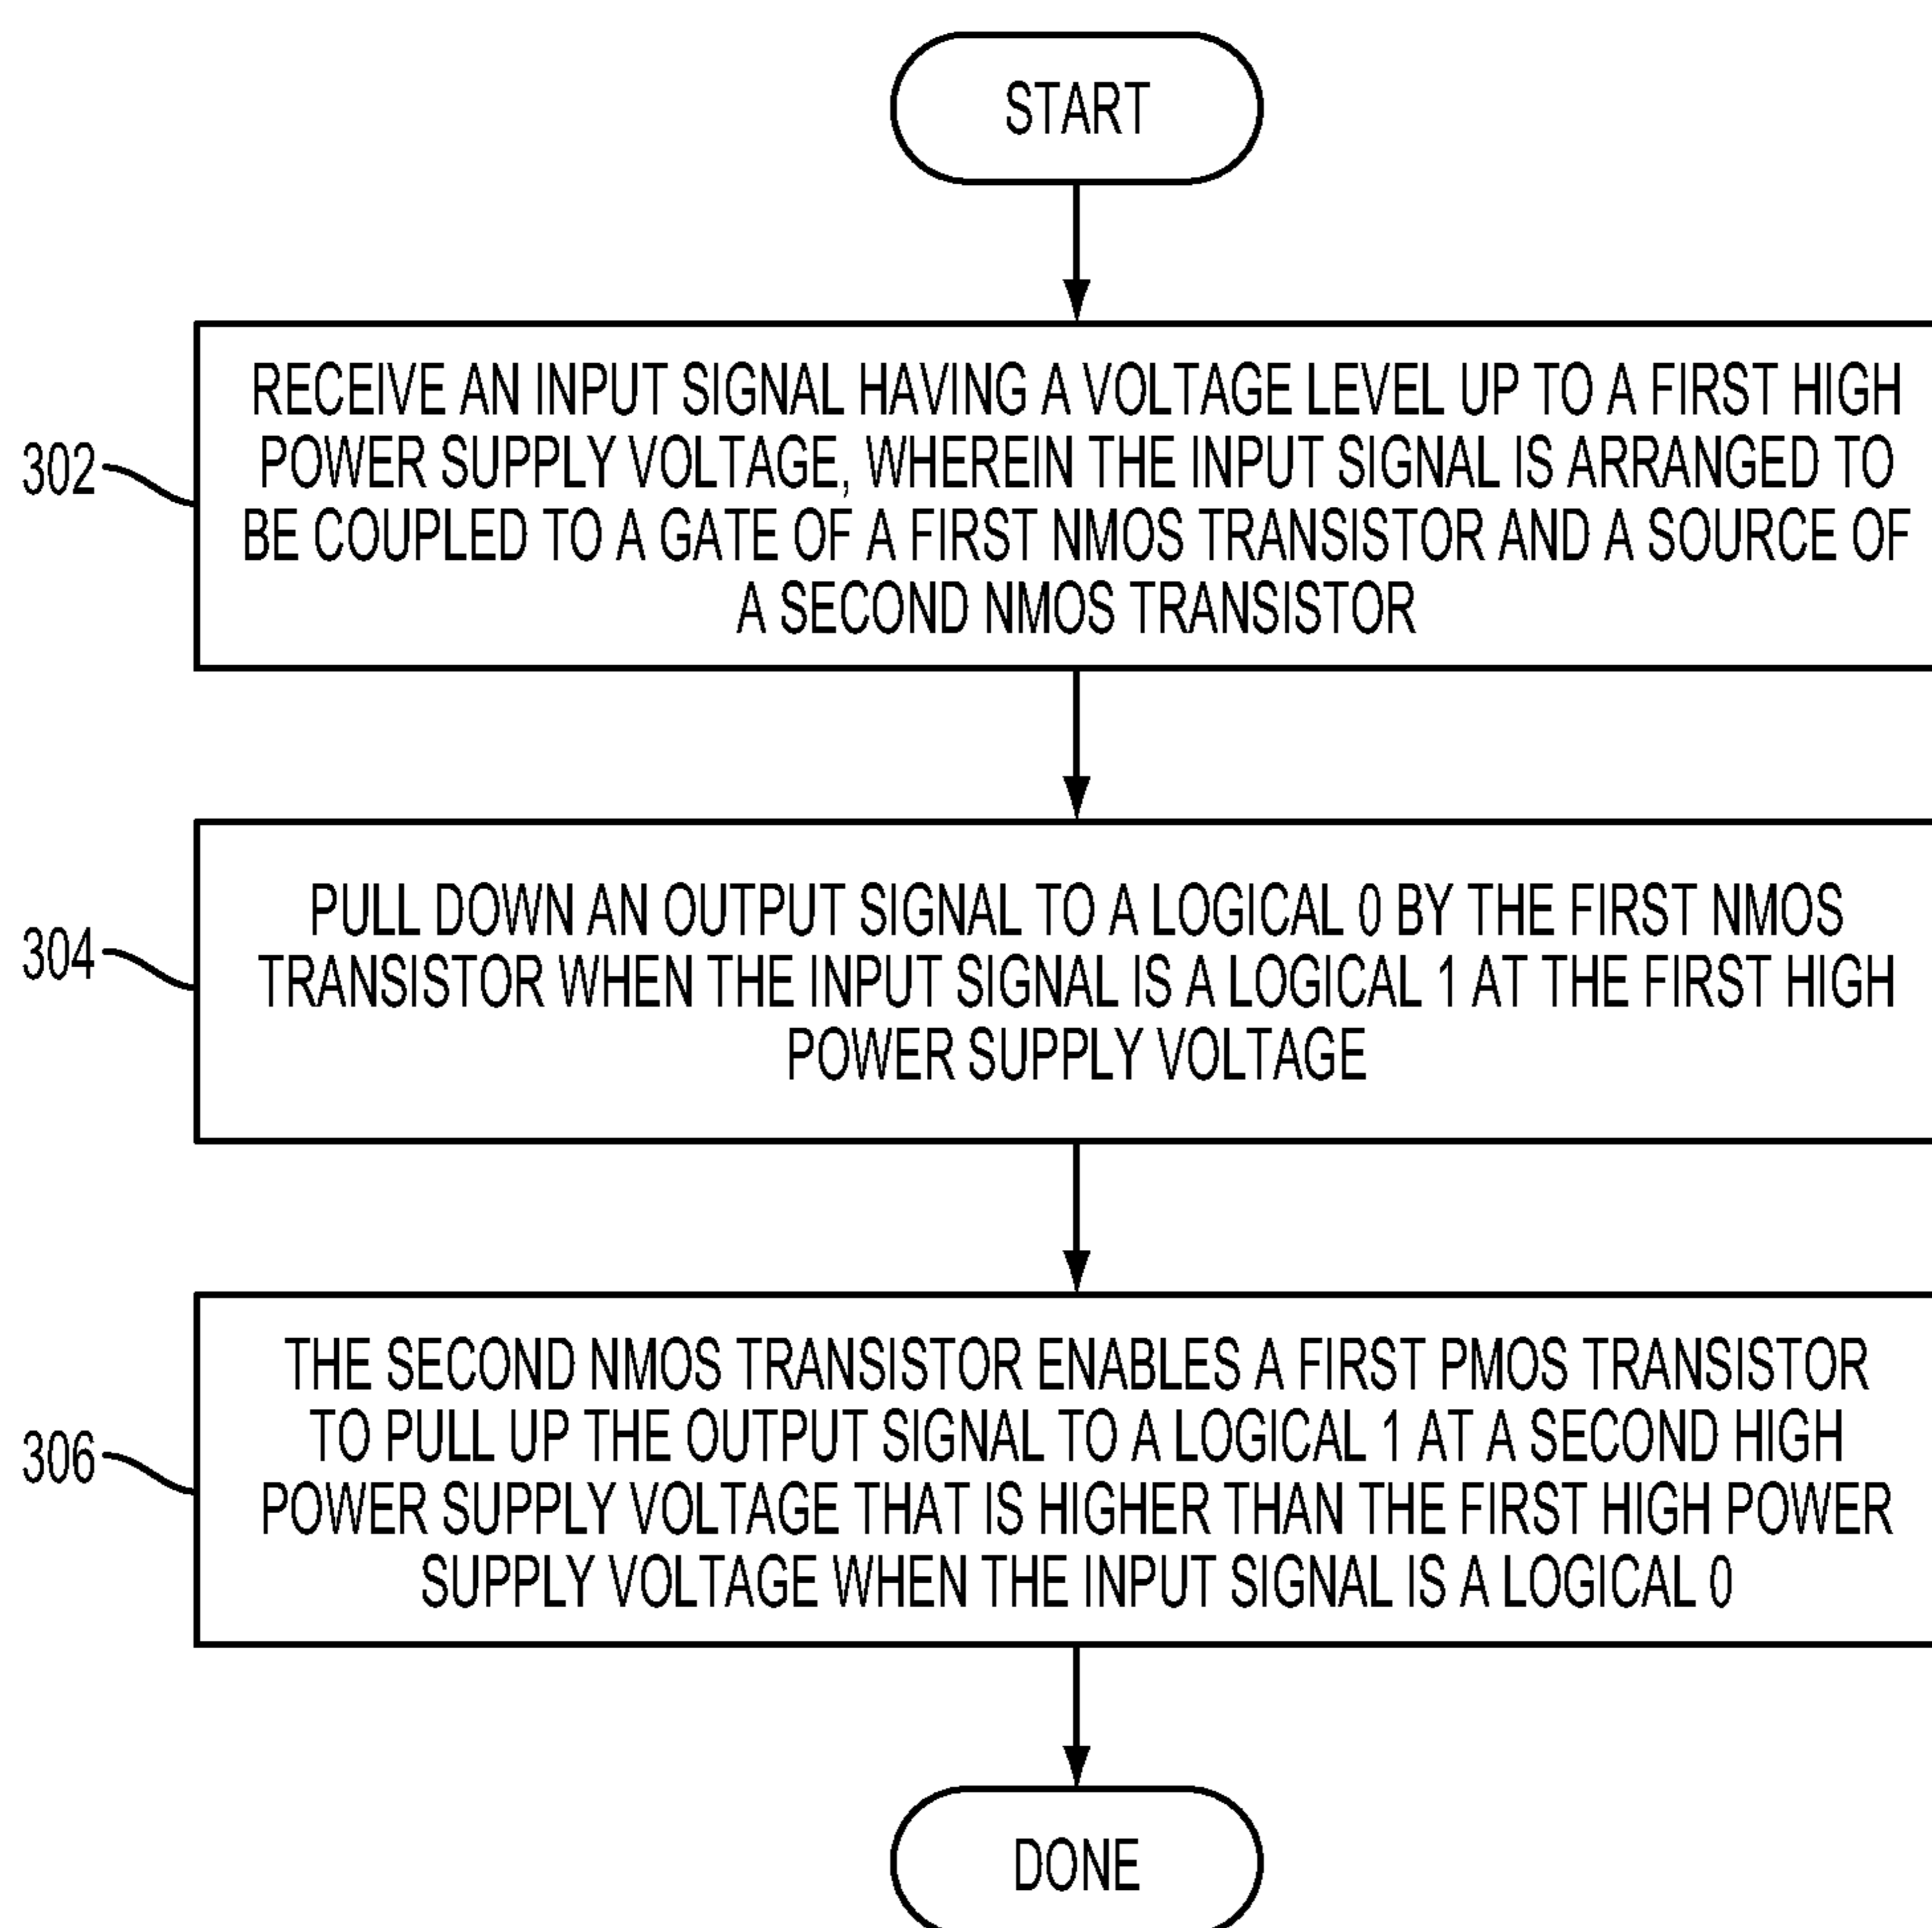 START
RECEIVE AN INPUT SIGNAL HAVING A VOLTAGE LEVEL UP TO A FIRST HIGH
POWER SUPPLY VOLTAGE, WHEREIN THE INPUT SIGNAL IS ARRANGED TO
302
BE COUPLED TO A GATE OF A FIRST NMOS TRANSISTOR AND A SOURCE OF
A SECOND NMOS TRANSISTOR
PULL DOWN AN OUTPUT SIGNAL TO A LOGICAL 0 BY THE FIRST NMOS
304
TRANSISTOR WHEN THE INPUT SIGNAL IS A LOGICAL 1 AT THE FIRST HIGH
POWER SUPPLY VOLTAGE
THE SECOND NMOS TRANSISTOR ENABLES A FIRST PMOS TRANSISTOR
TO PULL UP THE OUTPUT SIGNAL TO A LOGICAL 1 AT A SECOND HIGH
306
POWER SUPPLY VOLTAGE THAT IS HIGHER THAN THE FIRST HIGH POWER
SUPPLY VOLTAGE WHEN THE INPUT SIGNAL IS A LOGICAL 0
DONE